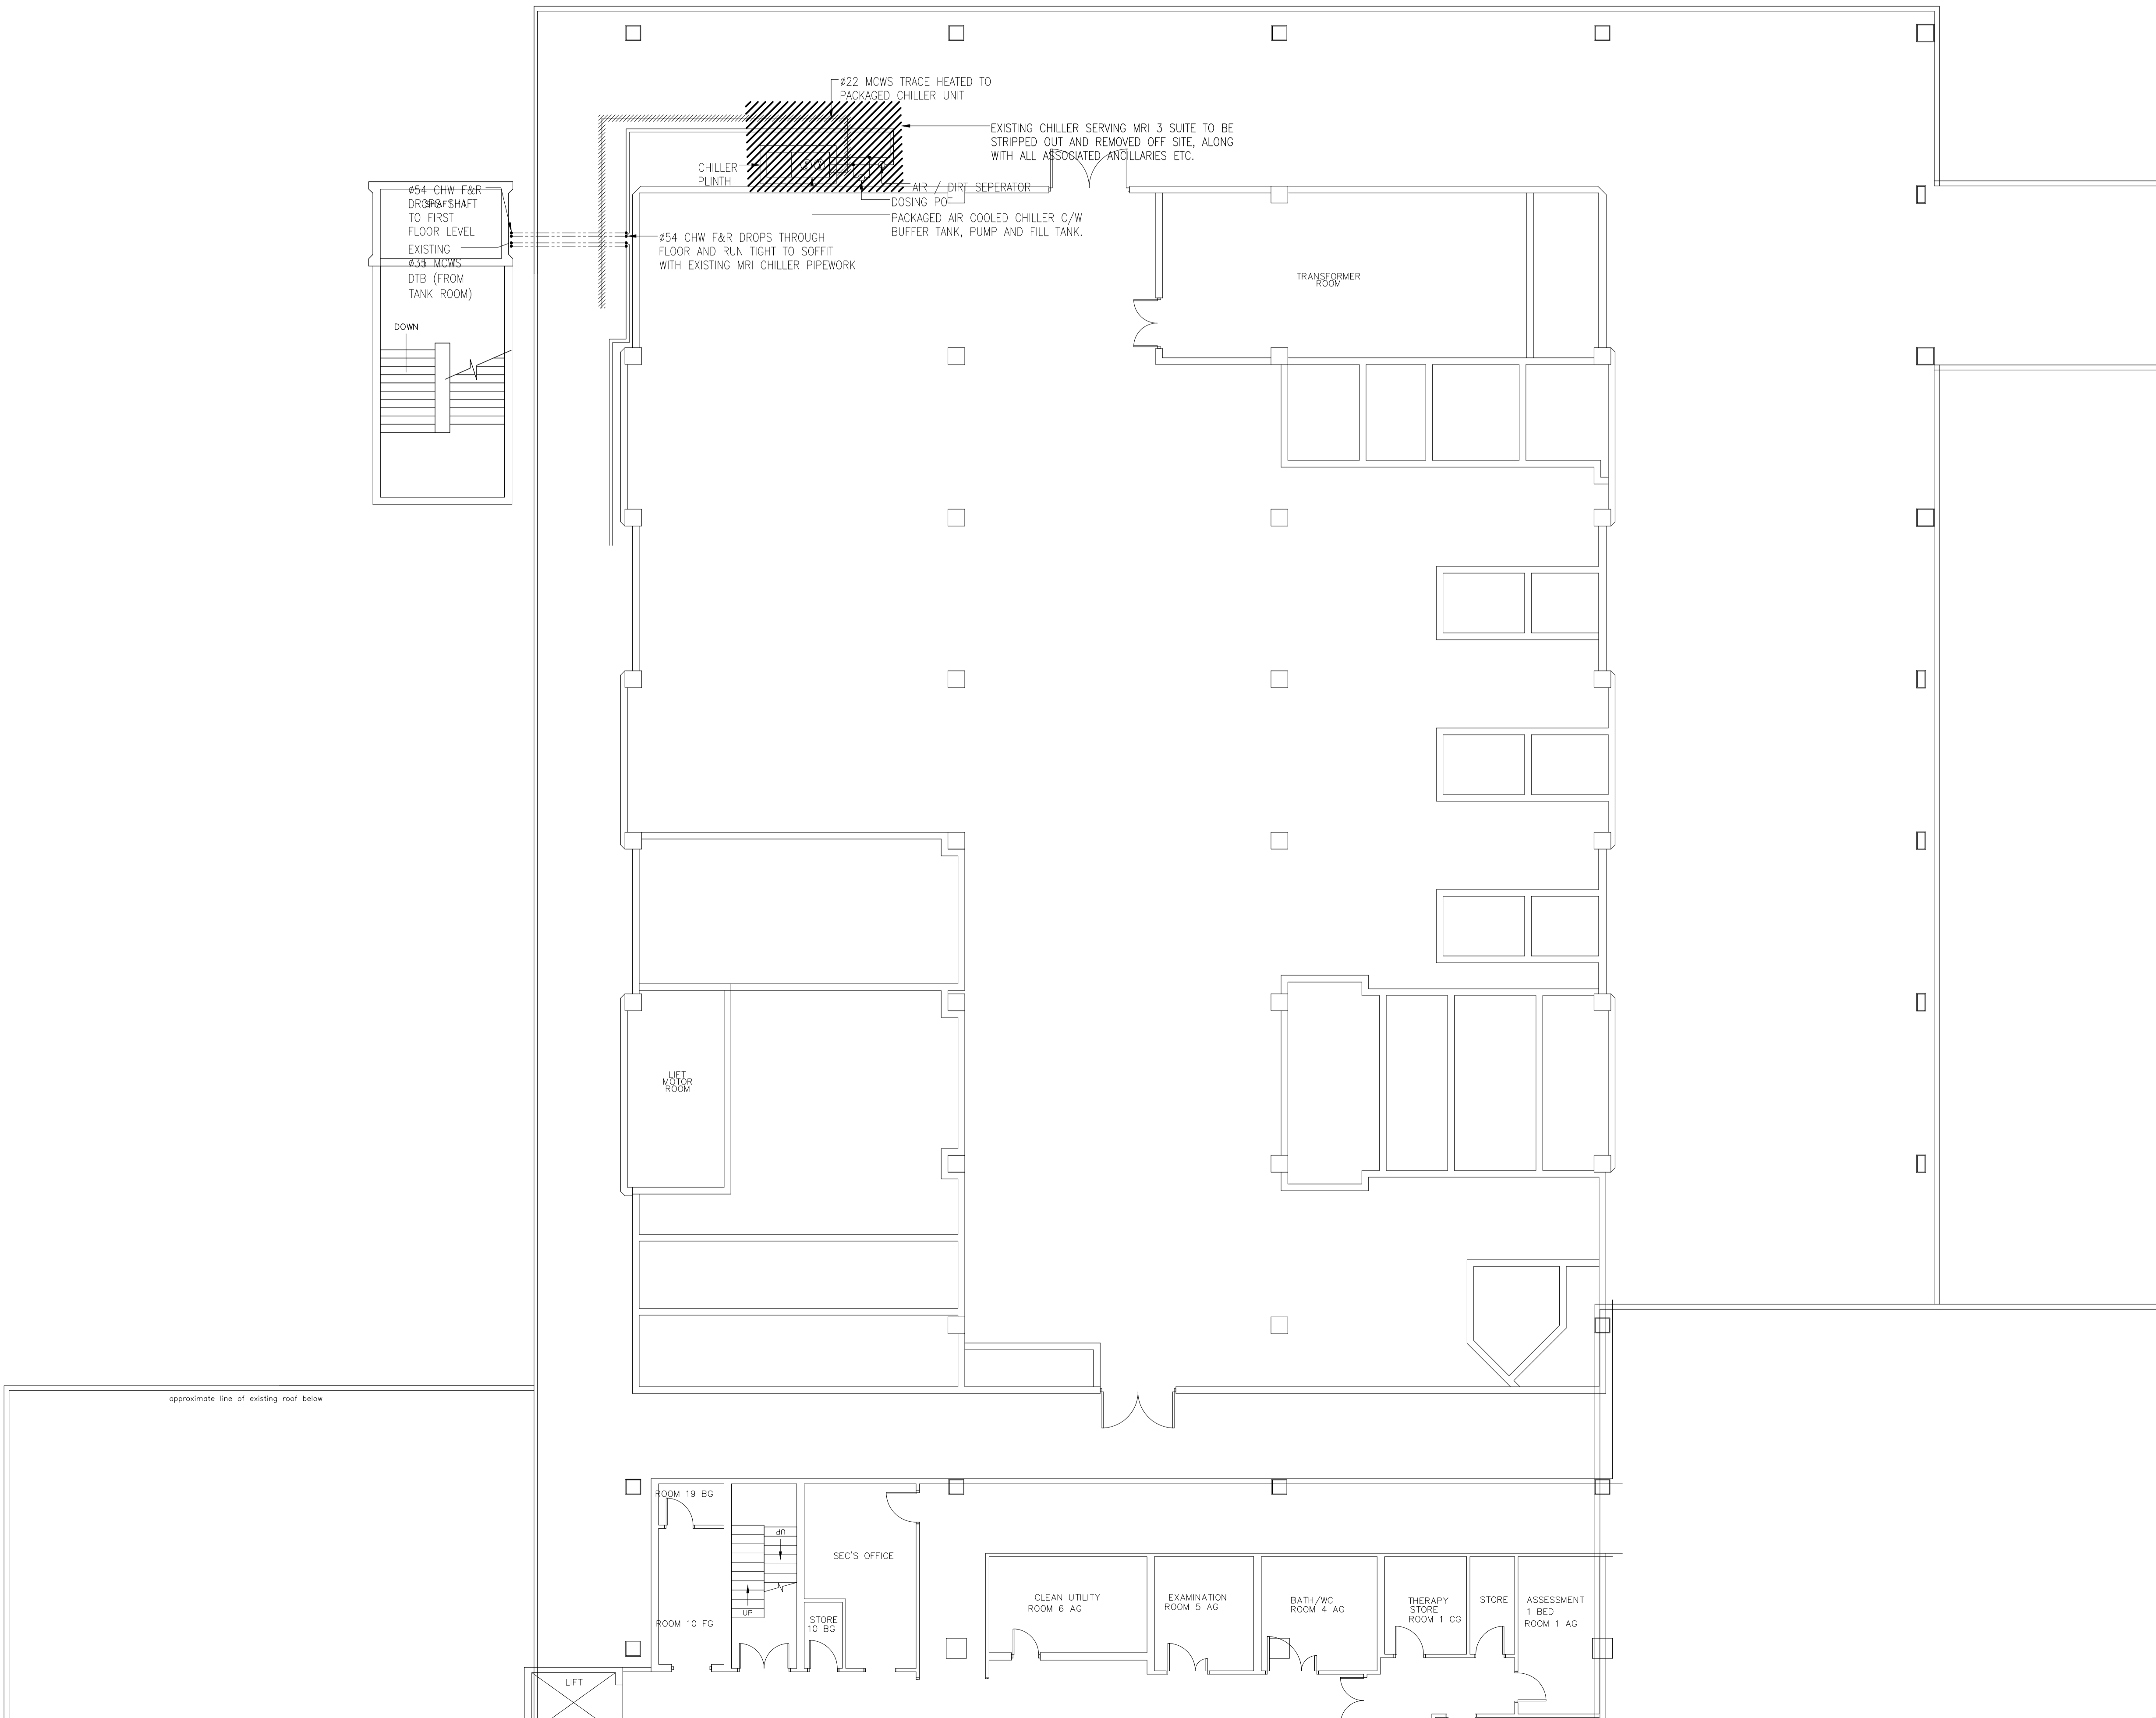 ø22 MCWS TRACE HEATED TO
PACKAGED CHILLER UNIT
EXISTING CHILLER SERVING MRI 3 SUITE TO BE
STRIPPED OUT AND REMOVED OFF SITE, ALONG
WITH ALL ASSOCIATED ANCILLARIES ETC.
CHILLER
PLINTH
AIR / DIRT SEPERATOR
DOSING POT
PACKAGED AIR COOLED CHILLER C/W
BUFFER TANK, PUMP AND FILL TANK.
ø54 CHW F&R
DROPS SHAFT
TO FIRST
FLOOR LEVEL
SHAFT 11
EXISTING
ø35 MCWS
DTB (FROM
TANK ROOM)
ø54 CHW F&R DROPS THROUGH
FLOOR AND RUN TIGHT TO SOFFIT
WITH EXISTING MRI CHILLER PIPEWORK
DOWN
TRANSFORMER
ROOM
LIFT
MOTOR
ROOM
approximate line of existing roof below
ROOM 19 BG
UP
SEC'S OFFICE
ROOM 10 FG
UP
STORE
10 BG
CLEAN UTILITY
ROOM 6 AG
EXAMINATION
ROOM 5 AG
BATH/WC
ROOM 4 AG
THERAPY
STORE
ROOM 1 CG
STORE
ASSESSMENT
1 BED
ROOM 1 AG
LIFT